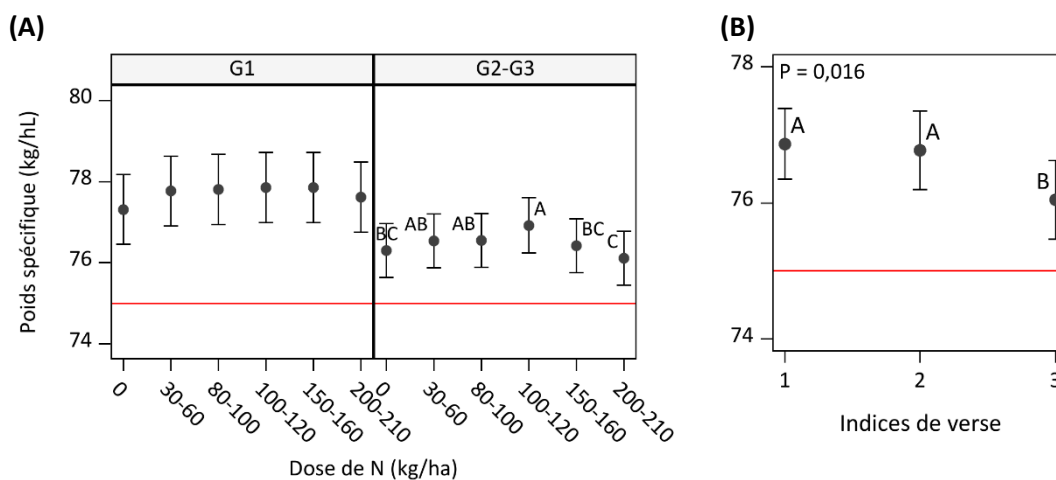 (A)
G1
G2-G3
Poids spécifique (kg/hL)
80
78
76
74
BC
AB
AB
A
BC
C
0
30-60
80-100
100-120
150-160
200-210
0
30-60
80-100
100-120
150-160
200-210
Dose de N (kg/ha)
(B)
P = 0,016
78
76
74
A
A
B
1
2
3
Indices de verse